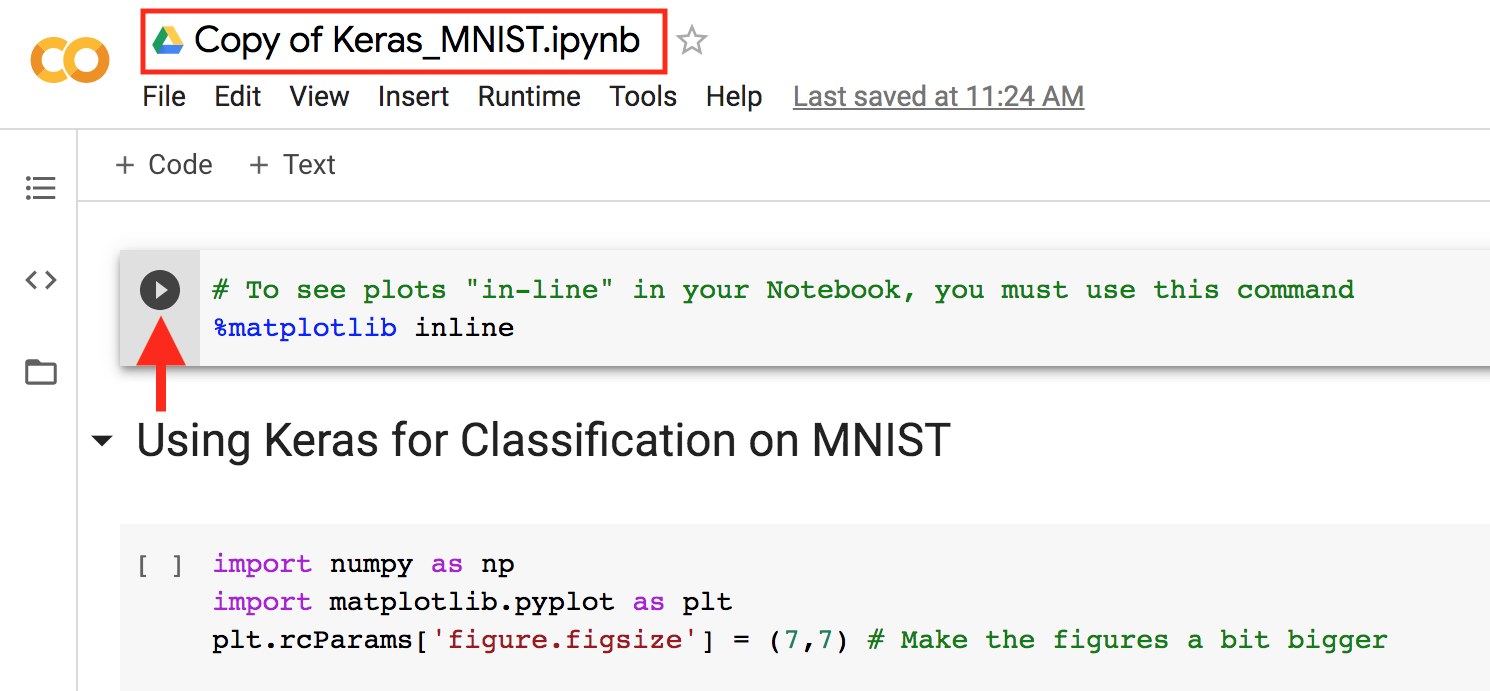 Copy of Keras_MNIST.ipynb
File Edit View Insert Runtime Tools Help Last saved at 11:24 AM
+ Code + Text
# To see plots "in-line" in your Notebook, you must use this command
%matplotlib inline
Using Keras for Classification on MNIST
[ ] import numpy as np
import matplotlib.pyplot as plt
plt.rcParams['figure.figsize'] = (7,7) # Make the figures a bit bigger